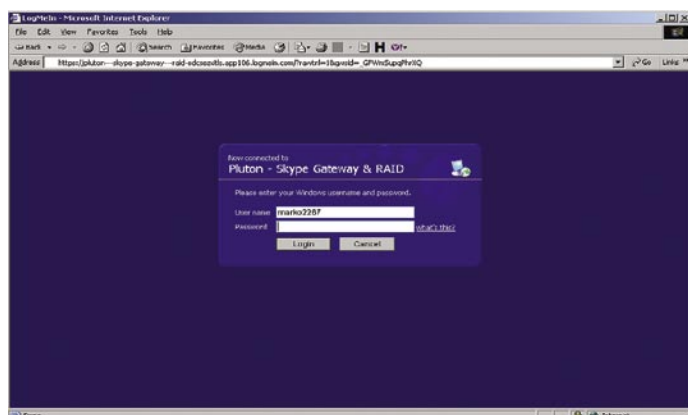 LogMeIn - Microsoft Internet Explorer
File Edit View Favorites Tools Help
Back Search Favorites Media
Address Go Links
Now connected to
Pluton - Skype Gateway & RAID
Please enter your Windows username and password.
User name: marko2287
Password: what's this?
Login Cancel
Internet